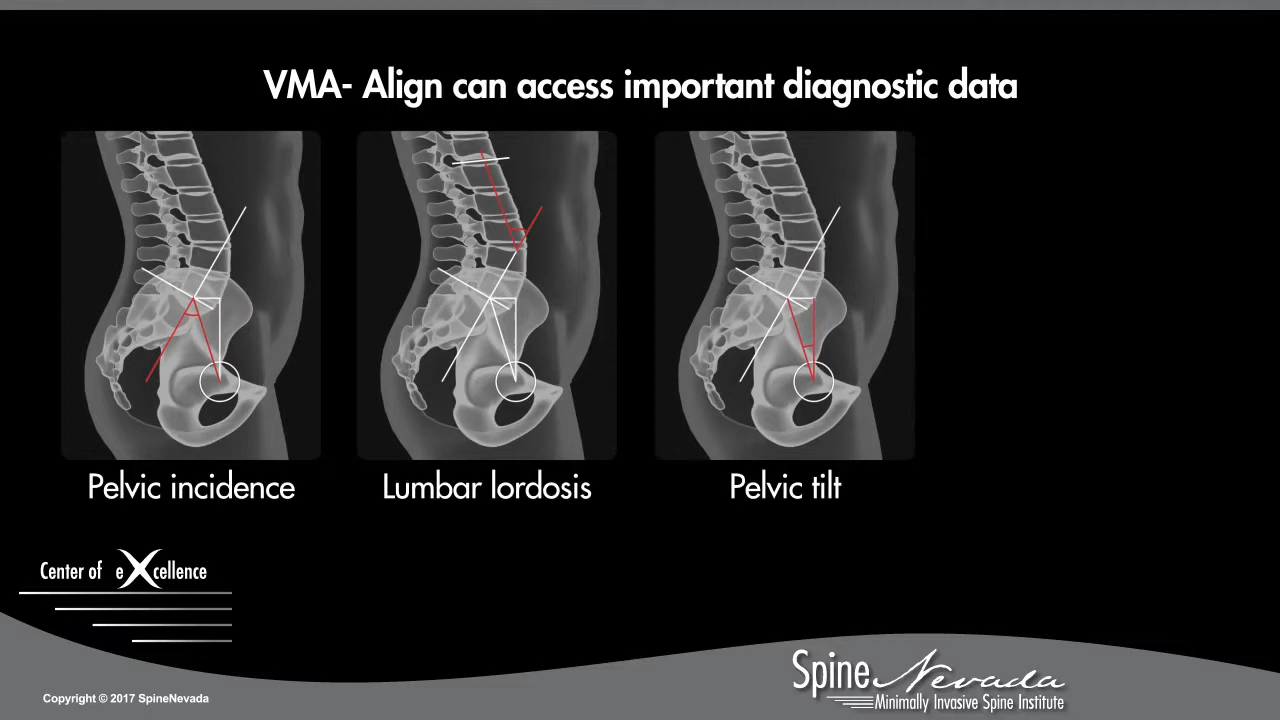 VMA- Align can access important diagnostic data
Pelvic incidence
Lumbar lordosis
Pelvic tilt
Center of eXcellence
Copyright © 2017 SpineNevada
Spine Nevada
Minimally Invasive Spine Institute